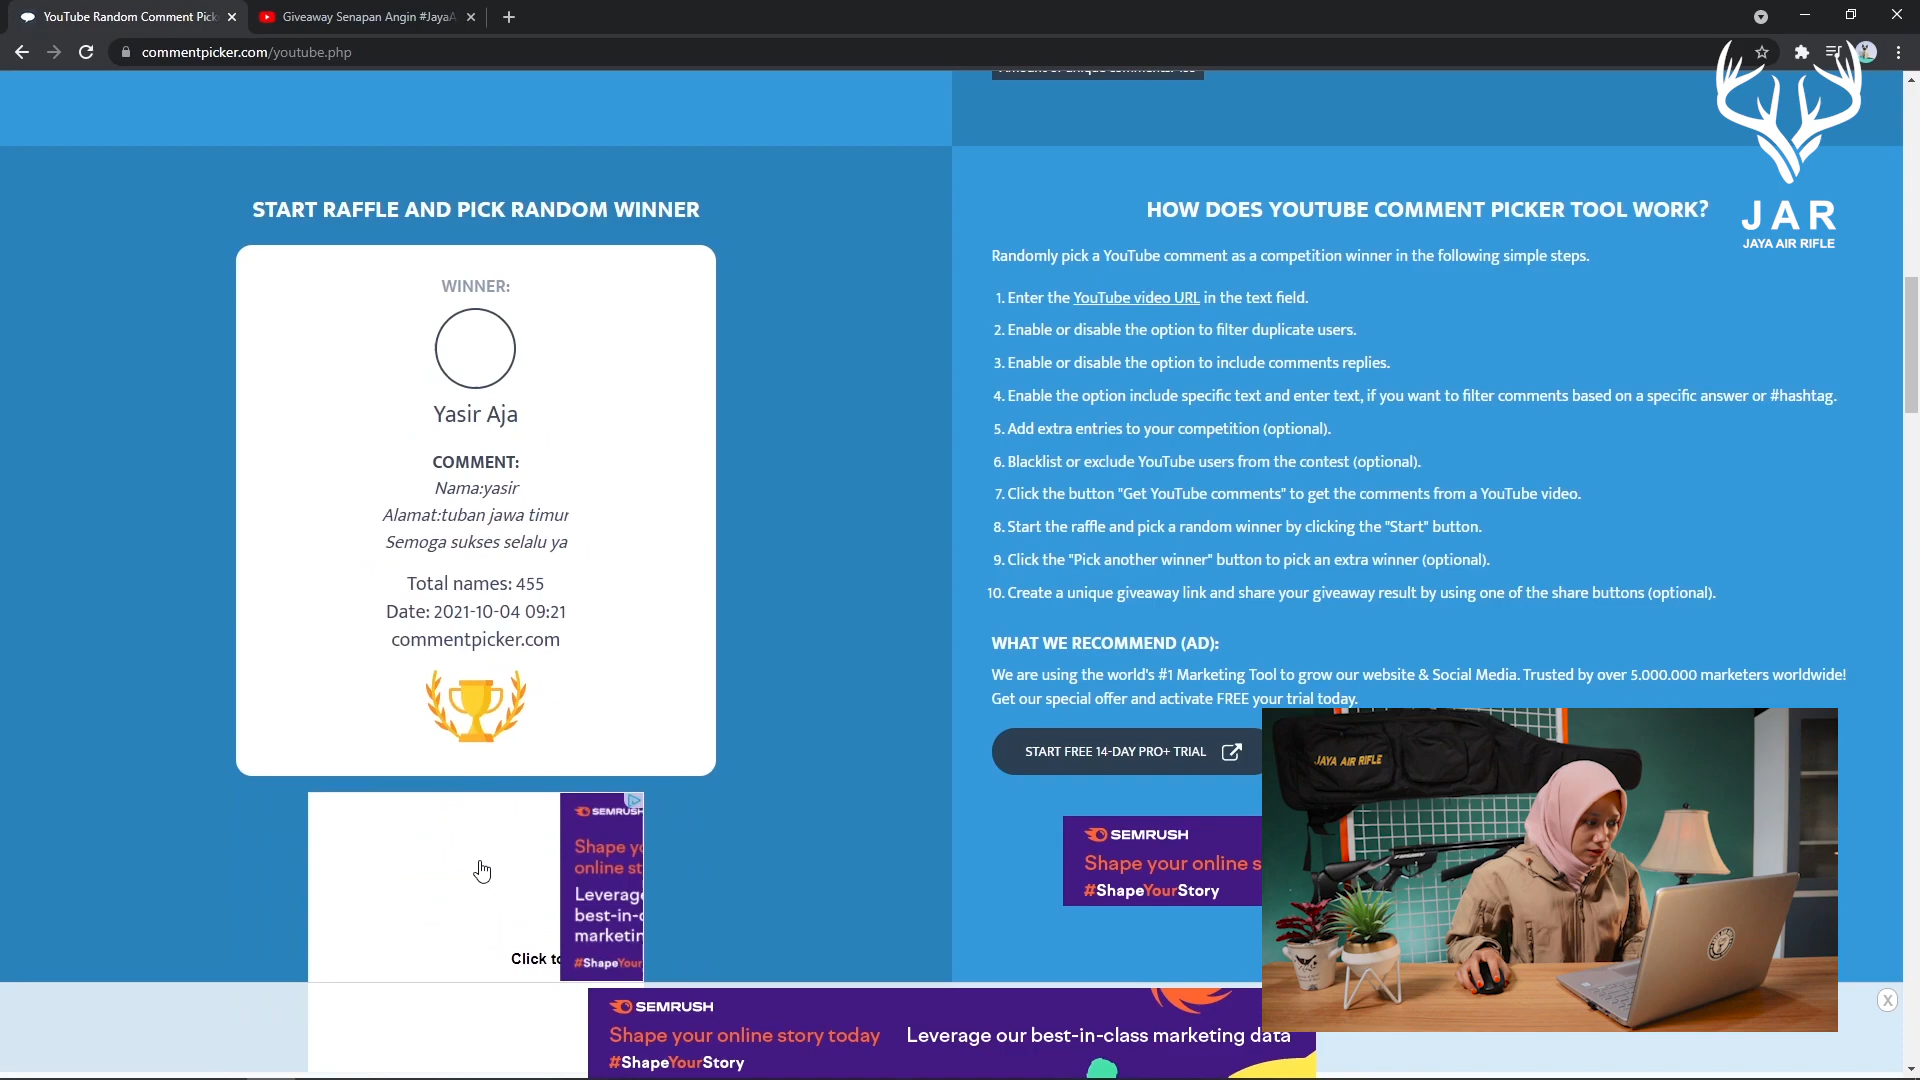 YouTube Random Comment Pick
Giveaway Senapan Angin #JayaA
commentpicker.com/youtube.php
START RAFFLE AND PICK RANDOM WINNER
WINNER:
Yasir Aja
COMMENT:
Nama:yasir
Alamat:tuban jawa timur
Semoga sukses selalu ya
Total names: 455
Date: 2021-10-04 09:21
commentpicker.com
HOW DOES YOUTUBE COMMENT PICKER TOOL WORK?
Randomly pick a YouTube comment as a competition winner in the following simple steps.
1. Enter the YouTube video URL in the text field.
2. Enable or disable the option to filter duplicate users.
3. Enable or disable the option to include comments replies.
4. Enable the option include specific text and enter text, if you want to filter comments based on a specific answer or #hashtag.
5. Add extra entries to your competition (optional).
6. Blacklist or exclude YouTube users from the contest (optional).
7. Click the button "Get YouTube comments" to get the comments from a YouTube video.
8. Start the raffle and pick a random winner by clicking the "Start" button.
9. Click the "Pick another winner" button to pick an extra winner (optional).
10. Create a unique giveaway link and share your giveaway result by using one of the share buttons (optional).
WHAT WE RECOMMEND (AD):
We are using the world's #1 Marketing Tool to grow our website & Social Media. Trusted by over 5.000.000 marketers worldwide!
Get our special offer and activate FREE your trial today.
START FREE 14-DAY PRO+ TRIAL
SEMRUSH
Shape your online s
#ShapeYourStory
JAR
JAYA AIR RIFLE
JAYA AIR RIFLE
SEMRUSH
Shape yo
online st
Leverage
best-in-c
marketin
#ShapeYour
Click to
SEMRUSH
Shape your online story today
#ShapeYourStory
Leverage our best-in-class marketing data
X